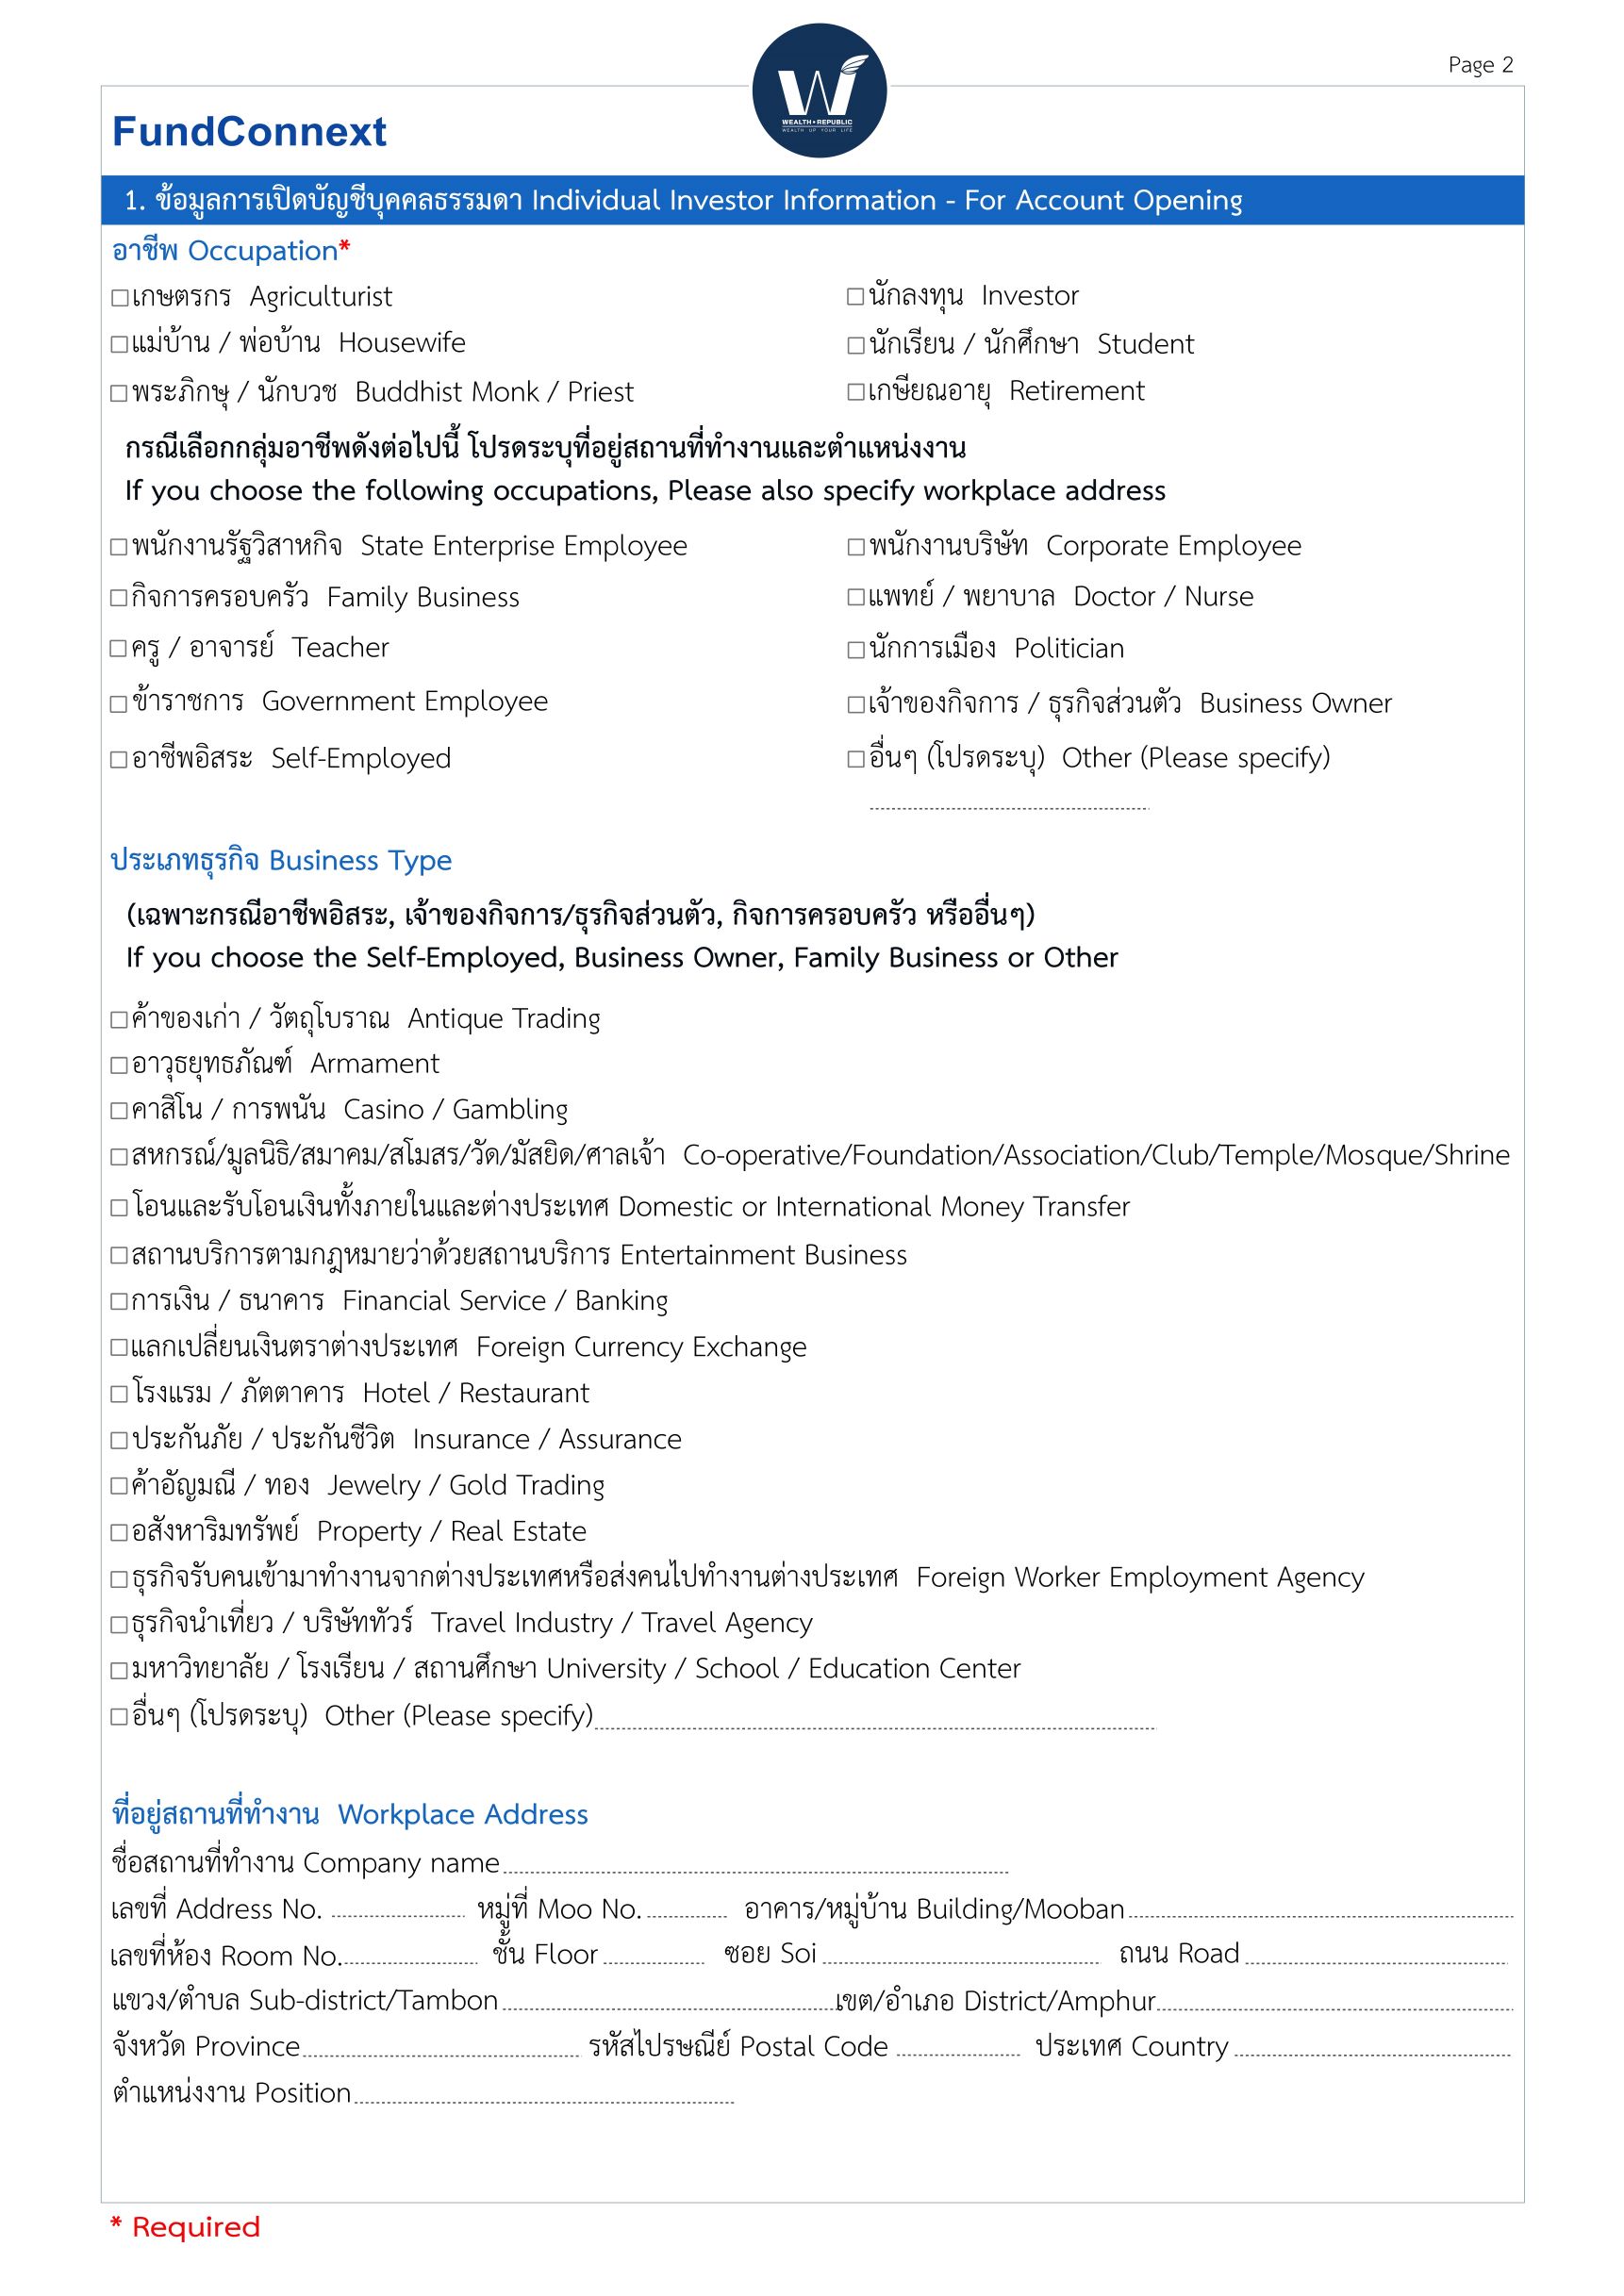 Page 2
W
WEALTH•REPUBLIC
WEALTH UP YOUR LIFE
FundConnext
1. ข้อมูลการเปิดบัญชีบุคคลธรรมดา Individual Investor Information - For Account Opening
อาชีพ Occupation*
เกษตรกร Agriculturist
นักลงทุน Investor
แม่บ้าน / พ่อบ้าน Housewife
นักเรียน / นักศึกษา Student
พระภิกษุ / นักบวช Buddhist Monk / Priest
เกษียณอายุ Retirement
กรณีเลือกกลุ่มอาชีพดังต่อไปนี้ โปรดระบุที่อยู่สถานที่ทำงานและตำแหน่งงาน
If you choose the following occupations, Please also specify workplace address
พนักงานรัฐวิสาหกิจ State Enterprise Employee
พนักงานบริษัท Corporate Employee
กิจการครอบครัว Family Business
แพทย์ / พยาบาล Doctor / Nurse
ครู / อาจารย์ Teacher
นักการเมือง Politician
ข้าราชการ Government Employee
เจ้าของกิจการ / ธุรกิจส่วนตัว Business Owner
อาชีพอิสระ Self-Employed
อื่นๆ (โปรดระบุ) Other (Please specify)
ประเภทธุรกิจ Business Type
(เฉพาะกรณีอาชีพอิสระ, เจ้าของกิจการ/ธุรกิจส่วนตัว, กิจการครอบครัว หรืออื่นๆ)
If you choose the Self-Employed, Business Owner, Family Business or Other
ค้าของเก่า / วัตถุโบราณ Antique Trading
อาวุธยุทธภัณฑ์ Armament
คาสิโน / การพนัน Casino / Gambling
สหกรณ์/มูลนิธิ/สมาคม/สโมสร/วัด/มัสยิด/ศาลเจ้า Co-operative/Foundation/Association/Club/Temple/Mosque/Shrine
โอนและรับโอนเงินทั้งภายในและต่างประเทศ Domestic or International Money Transfer
สถานบริการตามกฎหมายว่าด้วยสถานบริการ Entertainment Business
การเงิน / ธนาคาร Financial Service / Banking
แลกเปลี่ยนเงินตราต่างประเทศ Foreign Currency Exchange
โรงแรม / ภัตตาคาร Hotel / Restaurant
ประกันภัย / ประกันชีวิต Insurance / Assurance
ค้าอัญมณี / ทอง Jewelry / Gold Trading
อสังหาริมทรัพย์ Property / Real Estate
ธุรกิจรับคนเข้ามาทำงานจากต่างประเทศหรือส่งคนไปทำงานต่างประเทศ Foreign Worker Employment Agency
ธุรกิจนำเที่ยว / บริษัททัวร์ Travel Industry / Travel Agency
มหาวิทยาลัย / โรงเรียน / สถานศึกษา University / School / Education Center
อื่นๆ (โปรดระบุ) Other (Please specify)
ที่อยู่สถานที่ทำงาน Workplace Address
ชื่อสถานที่ทำงาน Company name
เลขที่ Address No. หมู่ที่ Moo No. อาคาร/หมู่บ้าน Building/Mooban
เลขที่ห้อง Room No. ชั้น Floor ซอย Soi ถนน Road
แขวง/ตำบล Sub-district/Tambon เขต/อำเภอ District/Amphur
จังหวัด Province รหัสไปรษณีย์ Postal Code ประเทศ Country
ตำแหน่งงาน Position
* Required